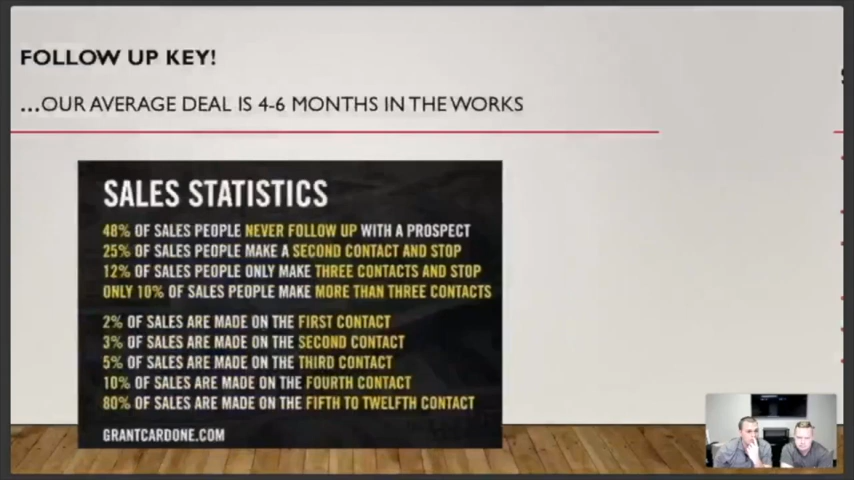 FOLLOW UP KEY!
...OUR AVERAGE DEAL IS 4-6 MONTHS IN THE WORKS
SALES STATISTICS
48% OF SALES PEOPLE NEVER FOLLOW UP WITH A PROSPECT
25% OF SALES PEOPLE MAKE A SECOND CONTACT AND STOP
12% OF SALES PEOPLE ONLY MAKE THREE CONTACTS AND STOP
ONLY 10% OF SALES PEOPLE MAKE MORE THAN THREE CONTACTS
2% OF SALES ARE MADE ON THE FIRST CONTACT
3% OF SALES ARE MADE ON THE SECOND CONTACT
5% OF SALES ARE MADE ON THE THIRD CONTACT
10% OF SALES ARE MADE ON THE FOURTH CONTACT
80% OF SALES ARE MADE ON THE FIFTH TO TWELFTH CONTACT
GRANTCARDONE.COM